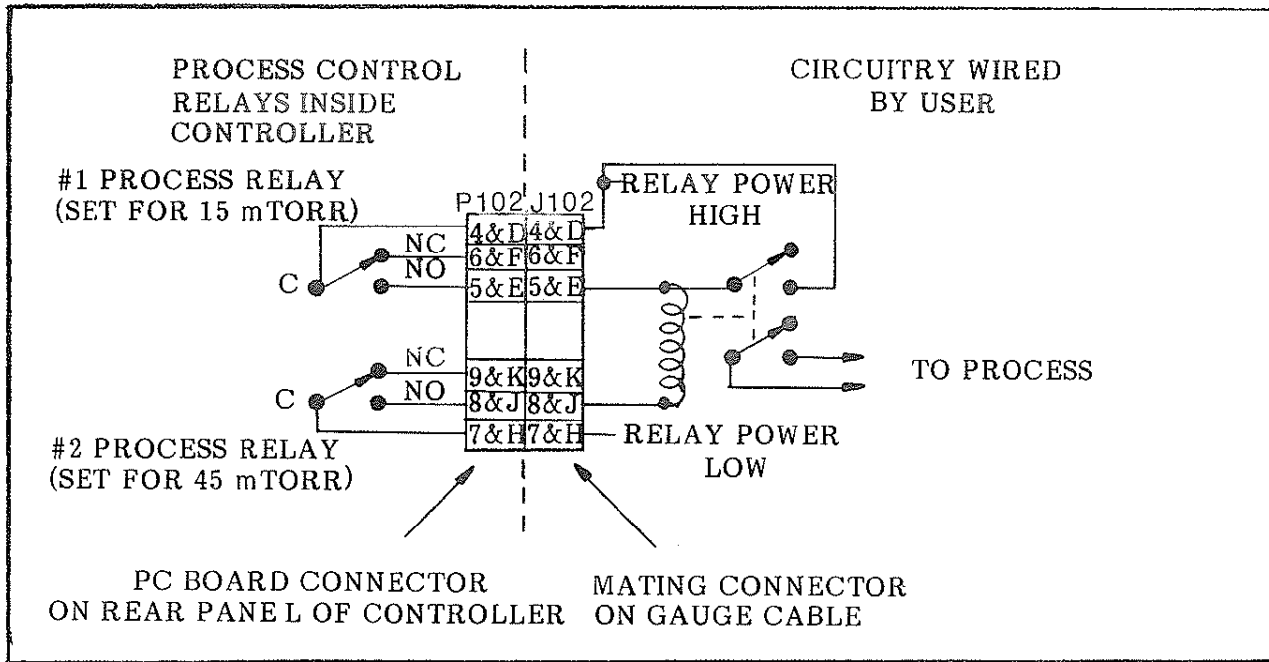 PROCESS CONTROL
RELAYS INSIDE
CONTROLLER
CIRCUITRY WIRED
BY USER
#1 PROCESS RELAY
(SET FOR 15 mTORR)
P102 J102
RELAY POWER
HIGH
4&D 4&D
NC
6&F 6&F
NO
C
5&E 5&E
NC
9&K 9&K
NO
C
8&J 8&J
7&H 7&H
TO PROCESS
#2 PROCESS RELAY
(SET FOR 45 mTORR)
RELAY POWER
LOW
PC BOARD CONNECTOR
ON REAR PANEL OF CONTROLLER
MATING CONNECTOR
ON GAUGE CABLE